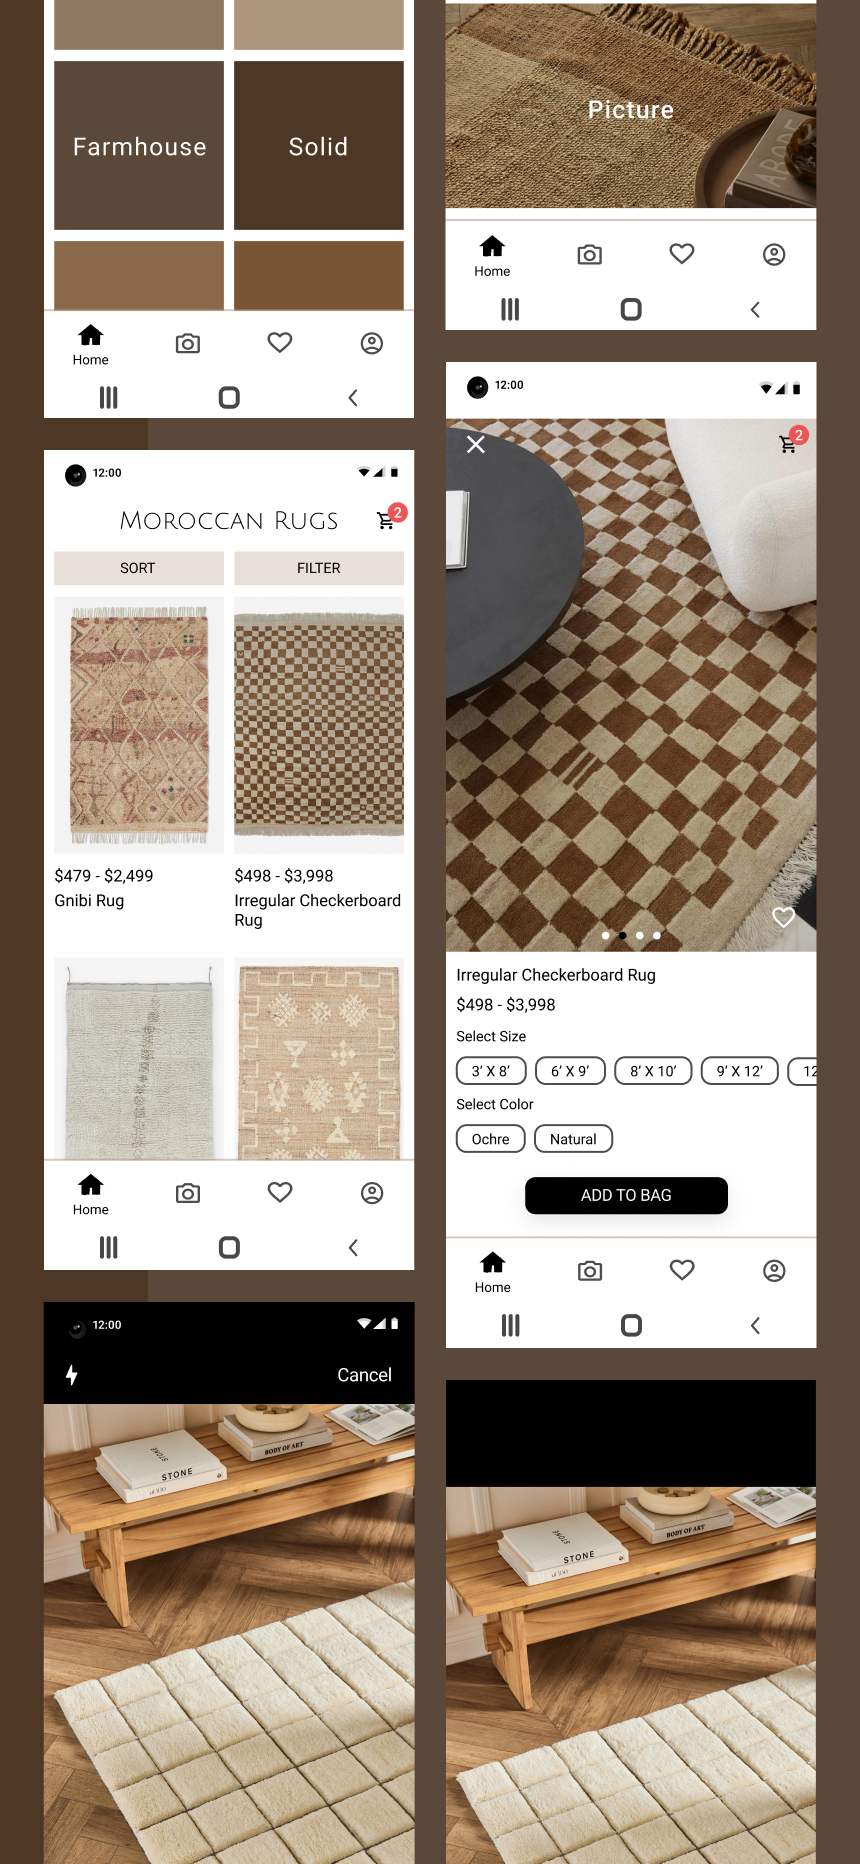 Farmhouse
Solid
Home
12:00
MOROCCAN RUGS
2
SORT
FILTER
$479 - $2,499
Gnibi Rug
$498 - $3,998
Irregular Checkerboard
Rug
Home
12:00
Cancel
STONE
STONE
BODY OF ART
Picture
ABOVE
Home
12:00
2
Irregular Checkerboard Rug
$498 - $3,998
Select Size
3’ X 8’
6’ X 9’
8’ X 10’
9’ X 12’
12
Select Color
Ochre
Natural
ADD TO BAG
Home
STONE
STONE
BODY OF ART